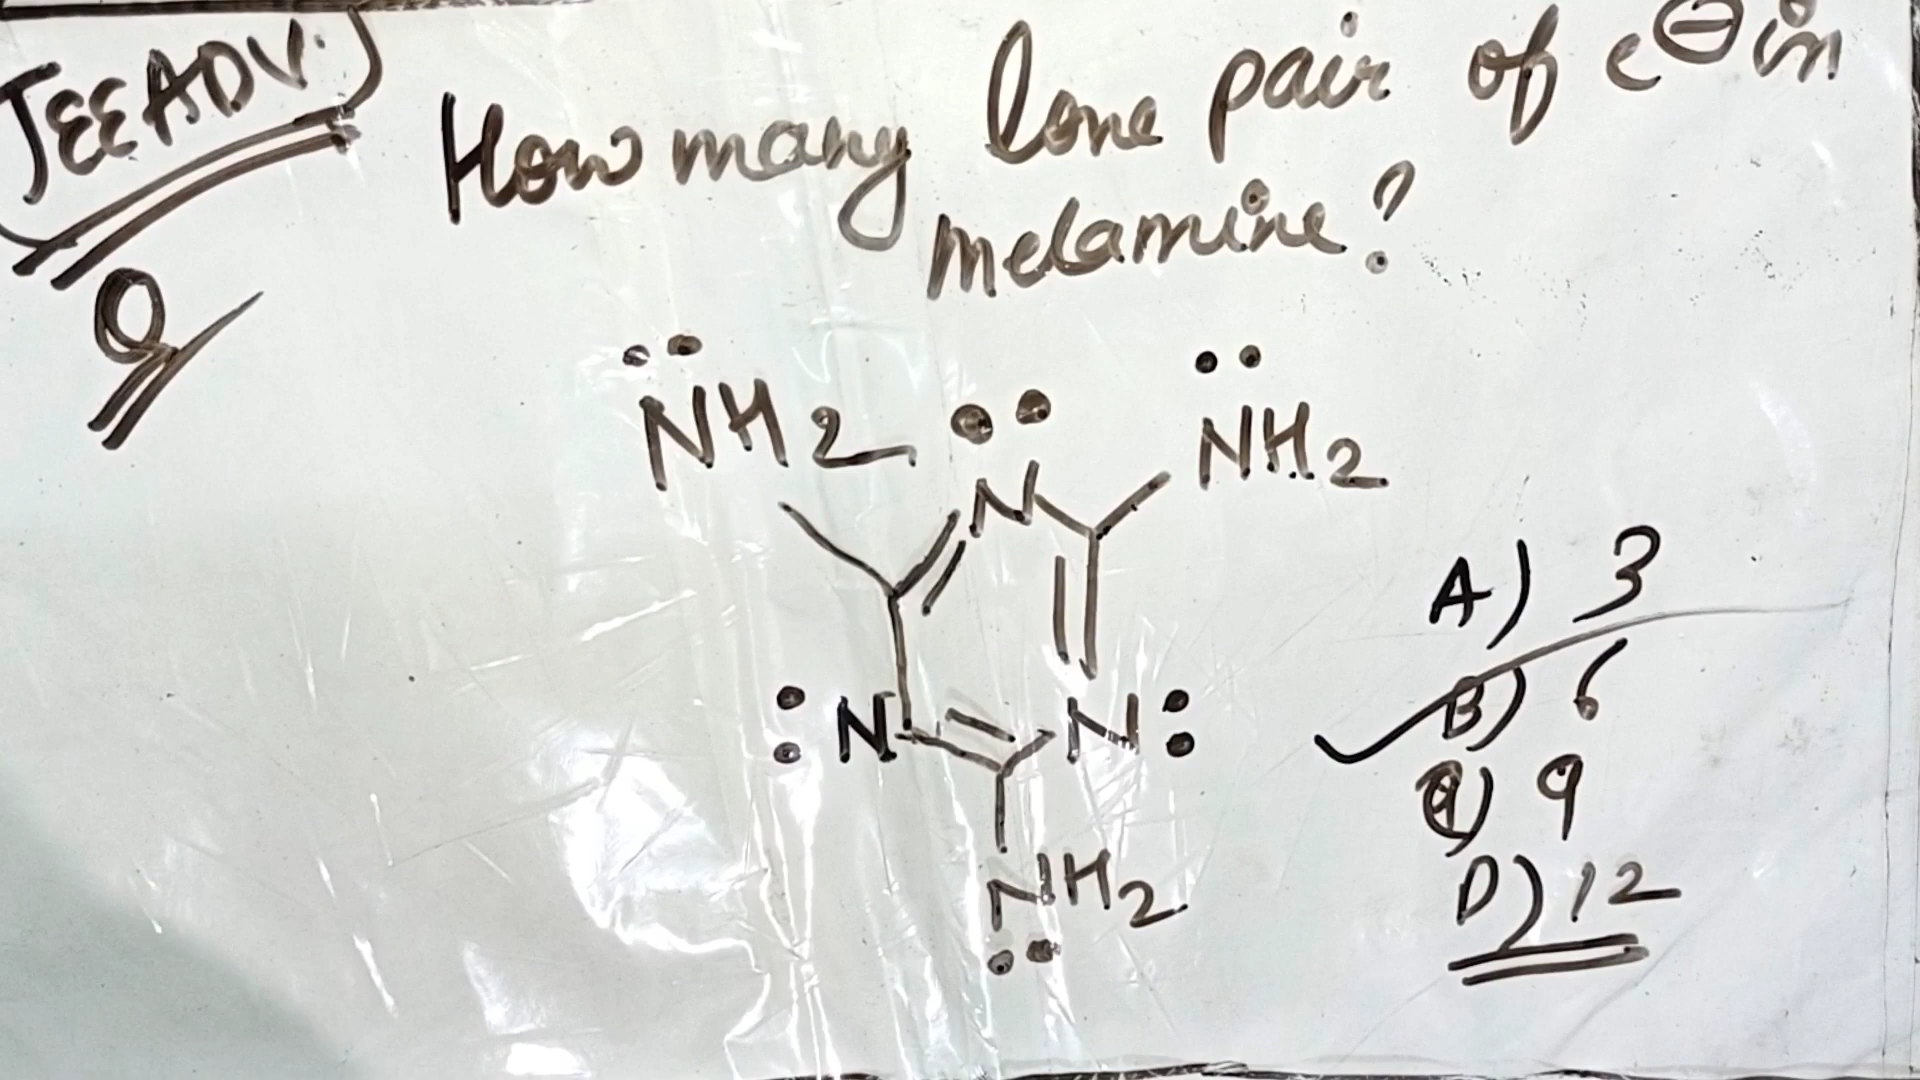 (JEE ADV.)
Q How many lone pair of e⊖ in
melamine?
NH2 N NH2
N N
NH2
A) 3
B) 6
C) 9
D) 12